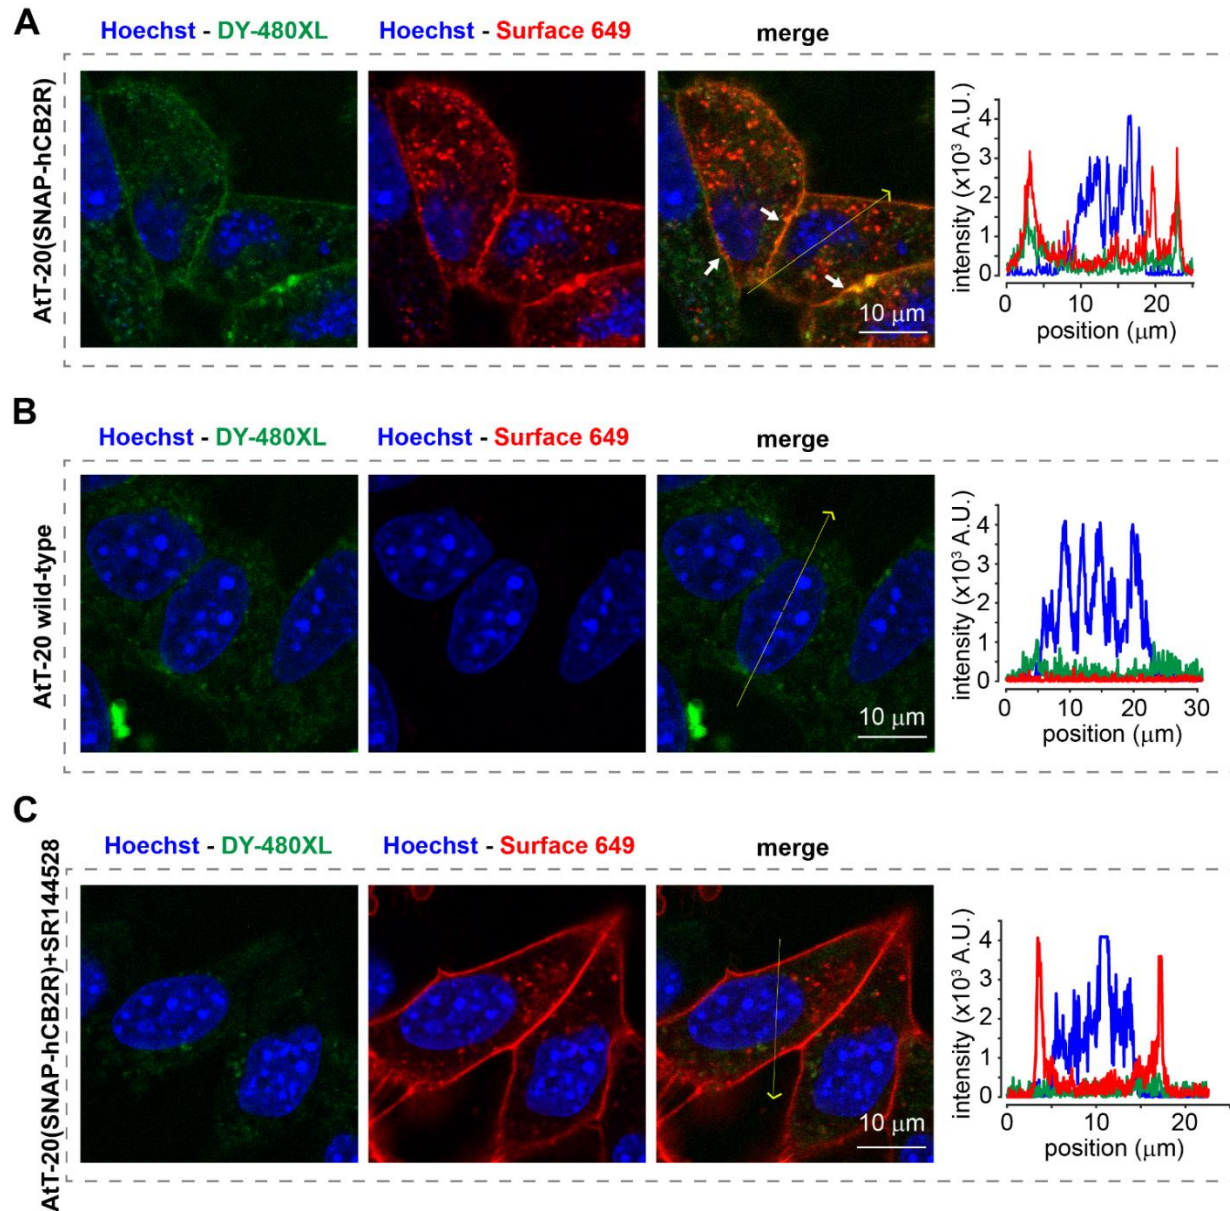 A
Hoechst - DY-480XL
Hoechst - Surface 649
merge
AtT-20(SNAP-hCB2R)
10 μm
intensity (x10³ A.U.)
4
3
2
1
0
0 10 20
position (μm)
B
Hoechst - DY-480XL
Hoechst - Surface 649
merge
AtT-20 wild-type
10 μm
intensity (x10³ A.U.)
4
3
2
1
0
0 10 20 30
position (μm)
C
Hoechst - DY-480XL
Hoechst - Surface 649
merge
AtT-20(SNAP-hCB2R)+SR144528
10 μm
intensity (x10³ A.U.)
4
3
2
1
0
0 10 20
position (μm)